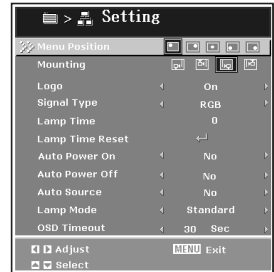 > Setting
Menu Position
Mounting
Logo On
Signal Type RGB
Lamp Time 0
Lamp Time Reset
Auto Power On No
Auto Power Off No
Auto Source No
Lamp Mode Standard
OSD Timeout 30 Sec
Adjust MENU Exit
Select